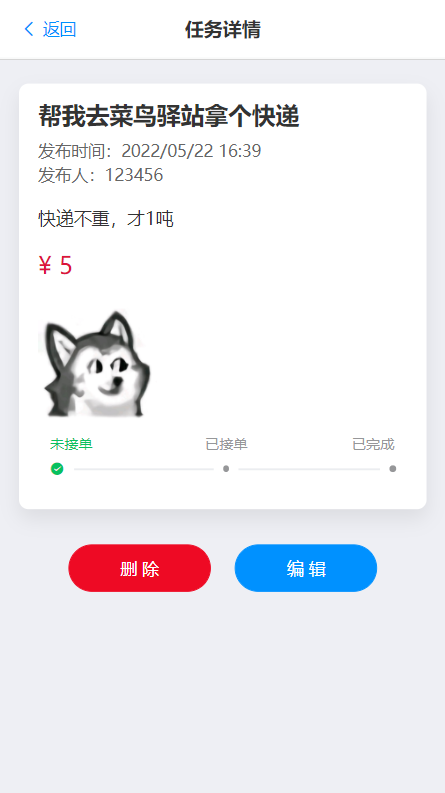 返回
任务详情
帮我去菜鸟驿站拿个快递
发布时间：2022/05/22 16:39
发布人：123456
快递不重，才1吨
¥ 5
未接单
已接单
已完成
删 除
编 辑